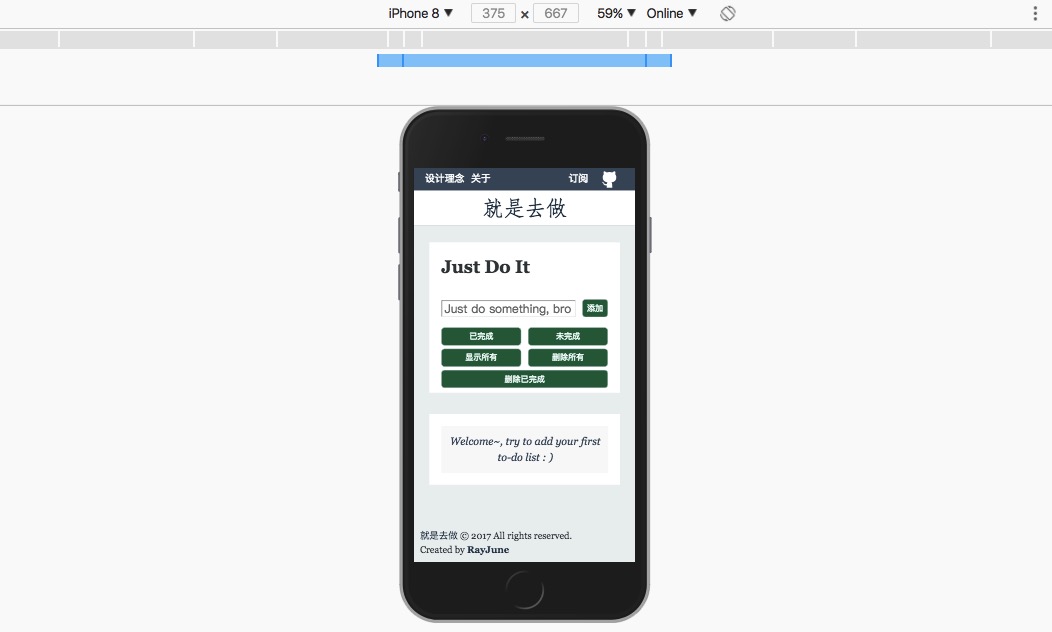 iPhone 8 ▼ 375 × 667 59% ▼ Online ▼
设计理念 关于 订阅
就是去做
Just Do It
Just do something, bro 添加
已完成 未完成
显示所有 删除所有
删除已完成
Welcome~, try to add your first
to-do list : )
就是去做 © 2017 All rights reserved.
Created by RayJune